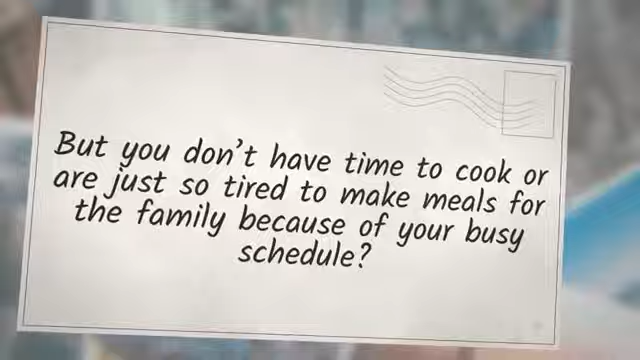 But you don't have time to cook or
are just so tired to make meals for
the family because of your busy
schedule?